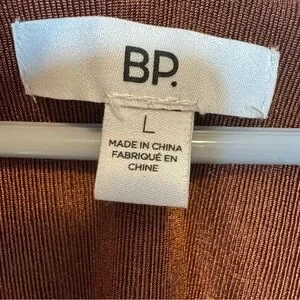 BP.
L
MADE IN CHINA
FABRIQUÉ EN
CHINE